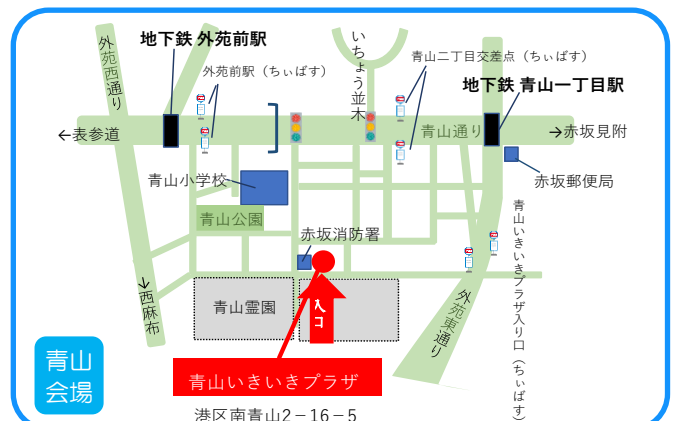 外苑西通り
地下鉄 外苑前駅
外苑前駅（ちぃばす）
いちょう並木
青山二丁目交差点（ちぃばす）
地下鉄 青山一丁目駅
←表参道
青山通り
→赤坂見附
青山小学校
赤坂郵便局
青山公園
赤坂消防署
青山いきいきプラザ入り口（ちぃばす）
→西麻布
青山霊園
入口
外苑東通り
青山
会場
青山いきいきプラザ
港区南青山2－16－5